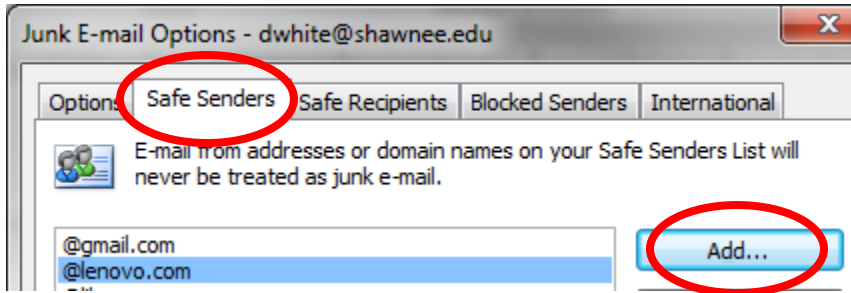 Junk E-mail Options - dwhite@shawnee.edu
Options Safe Senders Safe Recipients Blocked Senders International
E-mail from addresses or domain names on your Safe Senders List will
never be treated as junk e-mail.
@gmail.com
Add...
@lenovo.com